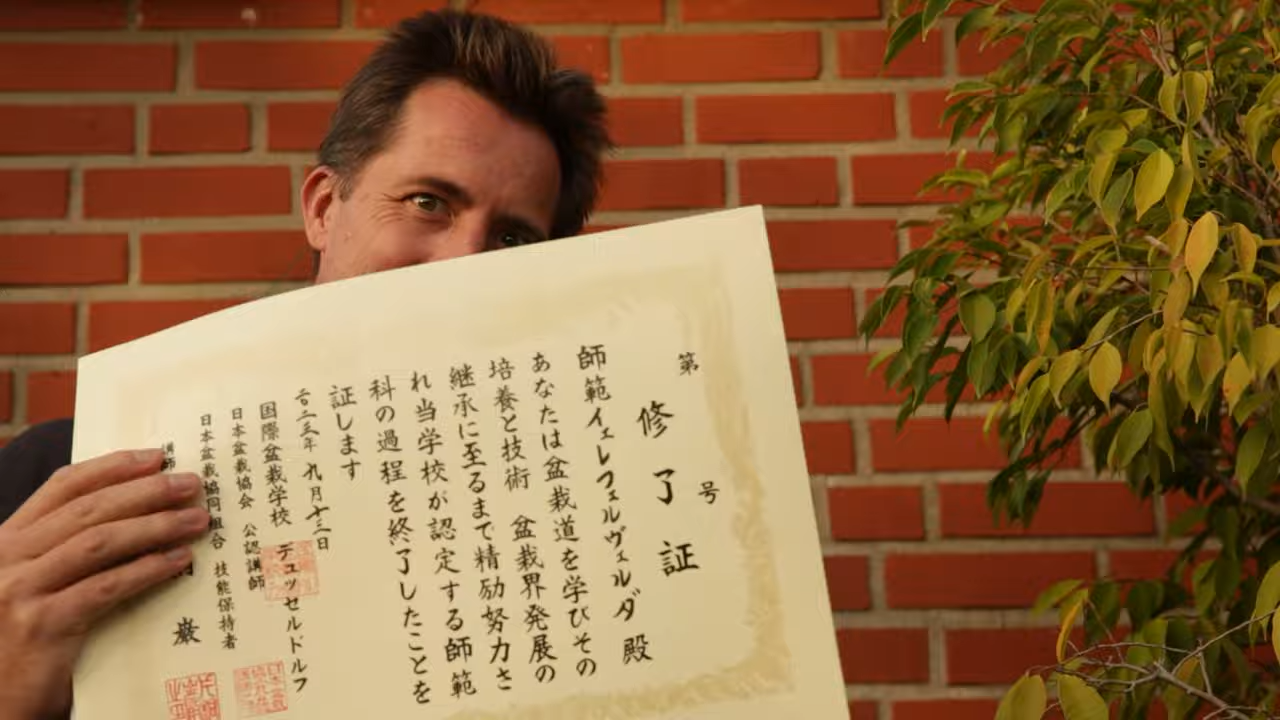 第 号
修了証
師範イェレフェルヴェルダ殿
あなたは盆栽道を学びその
培養と技術 盆栽界発展の
継承に至るまで精励努力さ
れ当学校が認定する師範
科の過程を終了したことを
証します
二〇二三年九月十三日
国際盆栽学校 デュッセルドルフ
日本盆栽協会 公認講師
日本盆栽協同組合 技能保持者
講師 巌